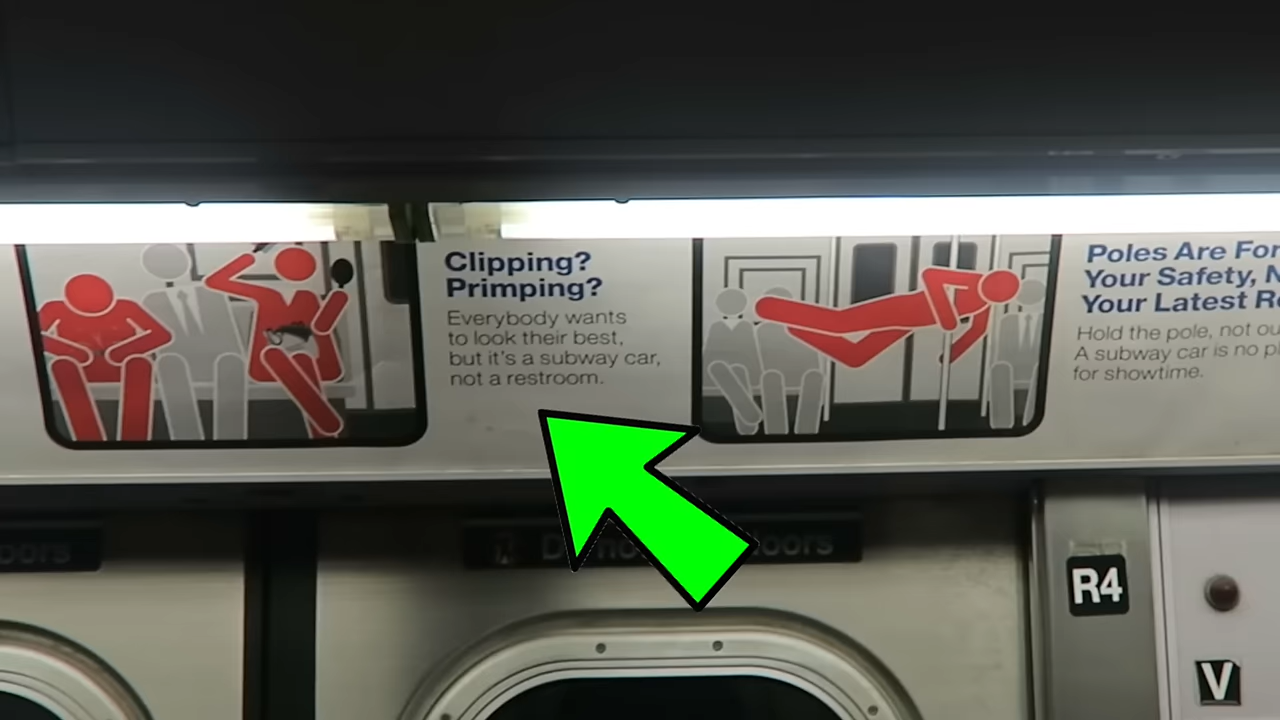 Clipping?
Primping?
Everybody wants
to look their best,
but it's a subway car,
not a restroom.
Poles Are For
Your Safety,
Your Latest
Hold the pole, not
A subway car is no
for showtime.
R4
V